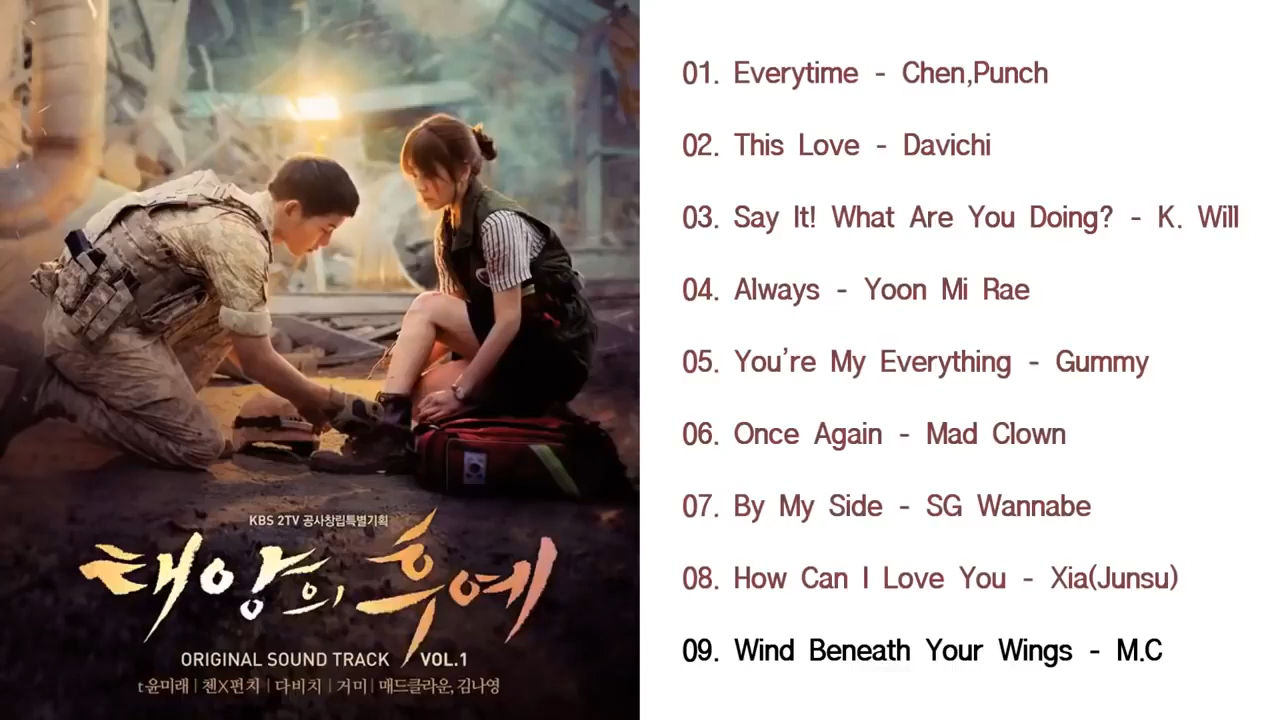 KBS 2TV 공사창립특별기획
태양의 후예
ORIGINAL SOUND TRACK VOL.1
t윤미래 | 첸X펀치 | 다비치 | 거미 | 매드클라운, 김나영
01. Everytime - Chen,Punch
02. This Love - Davichi
03. Say It! What Are You Doing? - K. Will
04. Always - Yoon Mi Rae
05. You're My Everything - Gummy
06. Once Again - Mad Clown
07. By My Side - SG Wannabe
08. How Can I Love You - Xia(Junsu)
09. Wind Beneath Your Wings - M.C